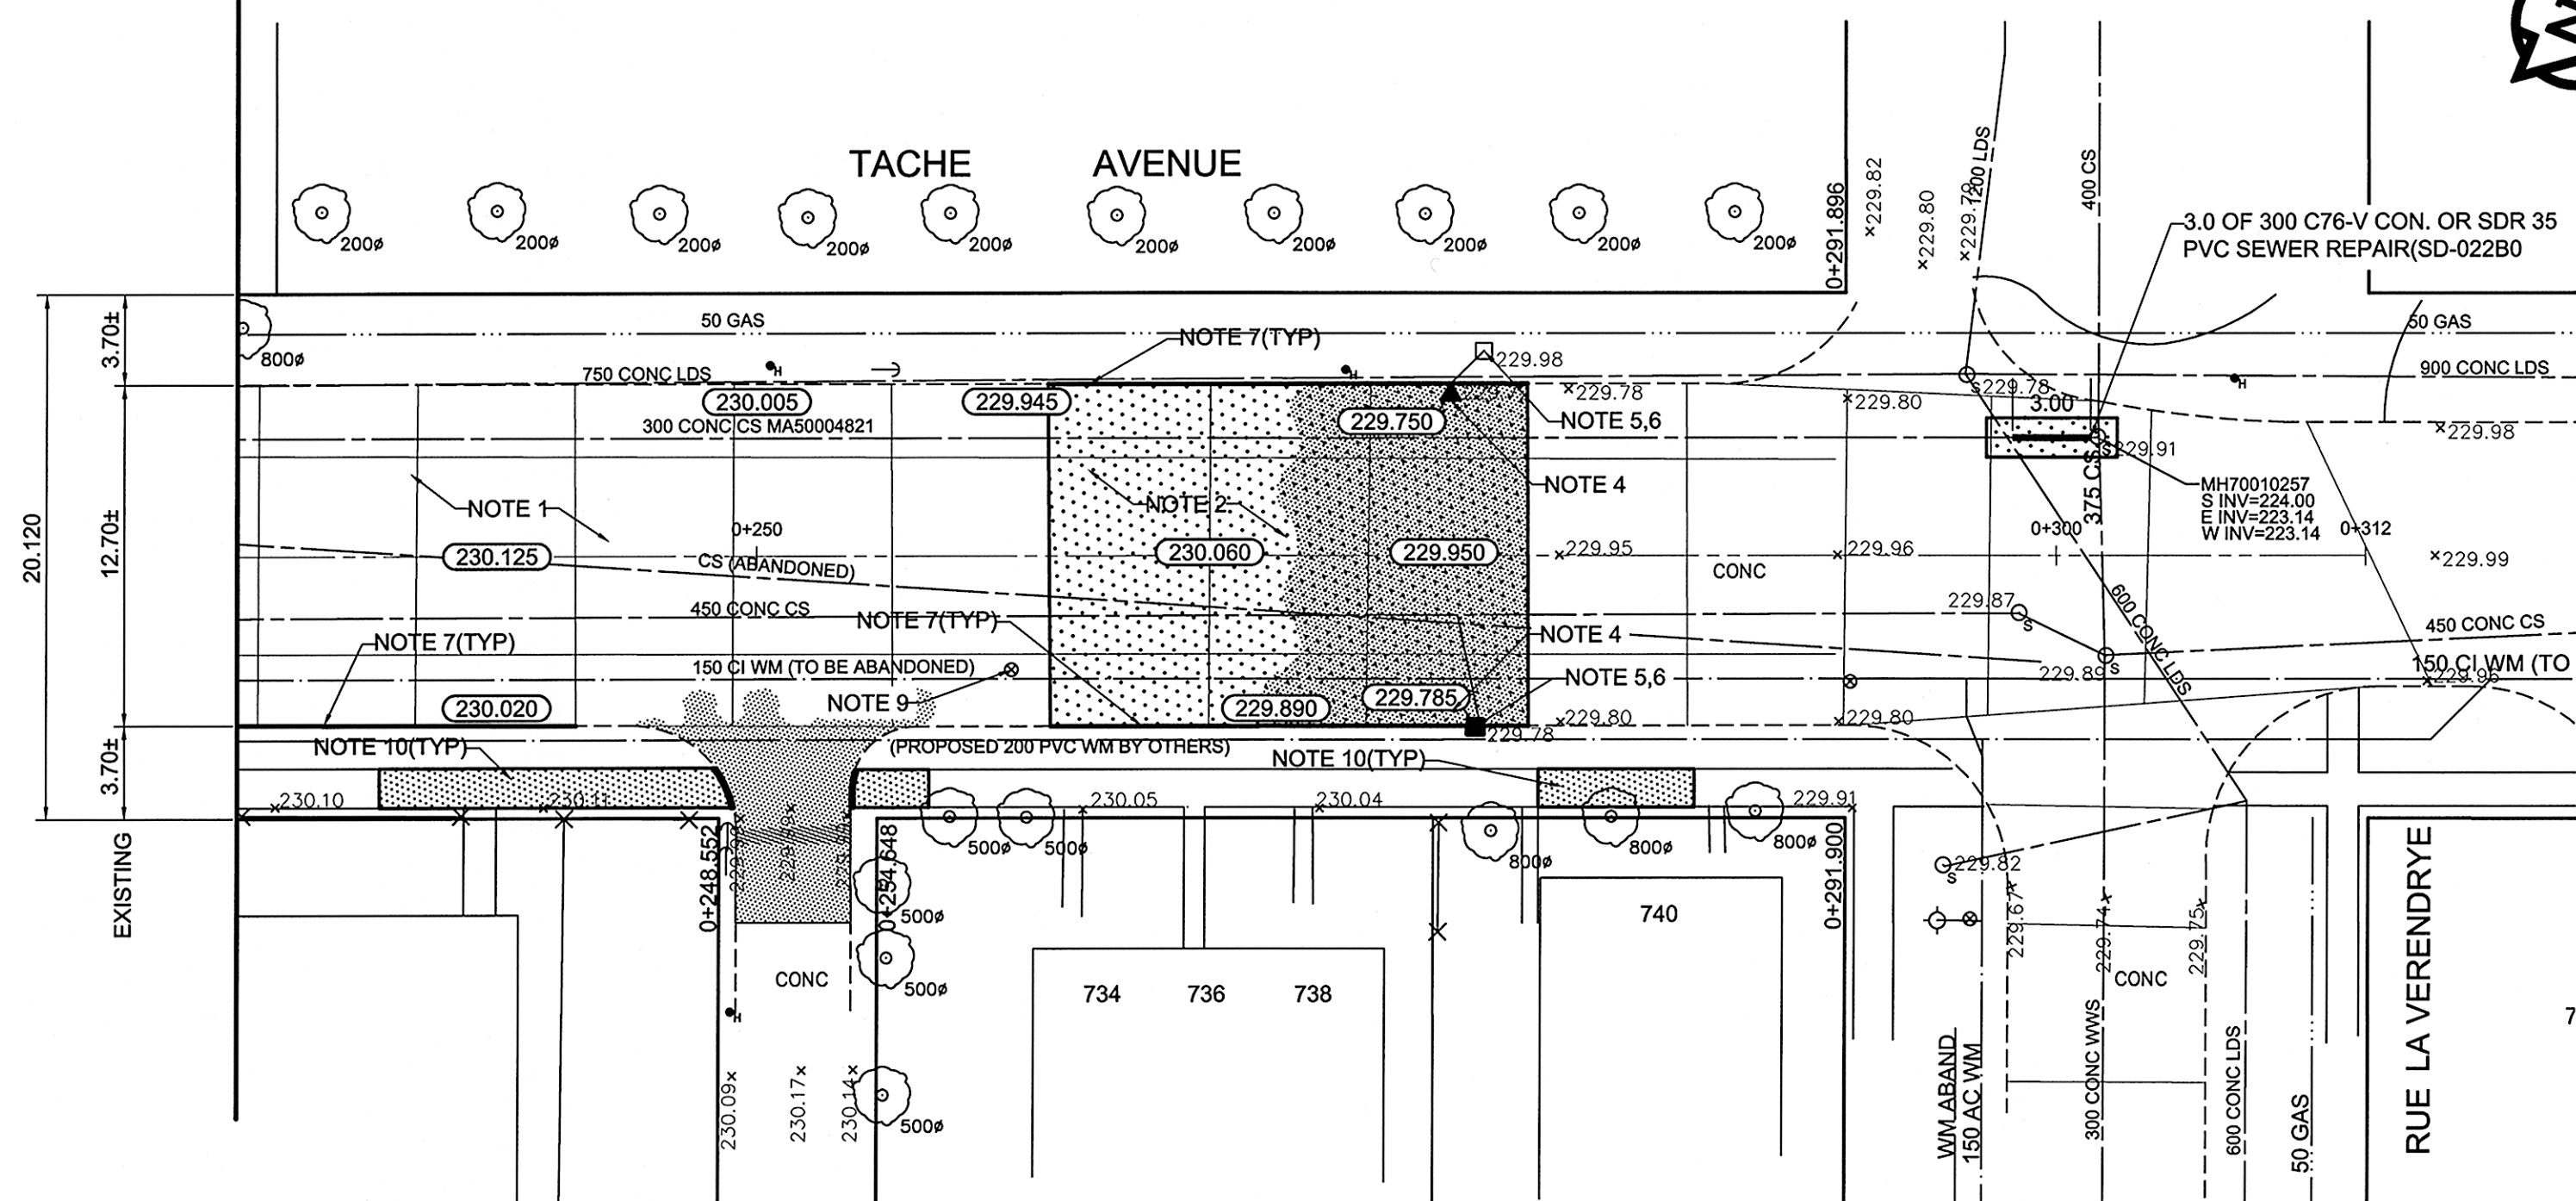 TACHE AVENUE
200ø
200ø
200ø
200ø
200ø
200ø
200ø
200ø
200ø
200ø
0+291.896
×229.82
×229.80
1200 LDS
400 CS
3.0 OF 300 C76-V CON. OR SDR 35
PVC SEWER REPAIR(SD-022B0
3.70±
50 GAS
NOTE 7(TYP)
50 GAS
800ø
229.98
750 CONC LDS
H
H
H
900 CONC LDS
230.005
229.945
229.750
×229.78
NOTE 5,6
×229.80
S
229.78
3.00
300 CONC CS MA50004821
×229.98
S
229.91
NOTE 4
375 CS
MH70010257
S INV=224.00
E INV=223.14
W INV=223.14
NOTE 1
NOTE 2
20.120
12.70±
0+250
0+300
0+312
230.125
230.060
229.950
×229.95
×229.96
×229.99
CS (ABANDONED)
CONC
450 CONC CS
NOTE 7(TYP)
229.87
S
600 CONC LDS
450 CONC CS
NOTE 7(TYP)
NOTE 4
150 CI WM (TO BE ABANDONED)
229.89
S
150 CI WM (TO
229.96
NOTE 5,6
NOTE 9
230.020
229.890
229.785
×229.80
×229.80
229.78
3.70±
NOTE 10(TYP)
(PROPOSED 200 PVC WM BY OTHERS)
NOTE 10(TYP)
×230.10
230.11
×230.05
×230.04
229.91
EXISTING
0+248.552
0+254.648
500ø
500ø
800ø
800ø
800ø
0+291.900
229.82
S
500ø
740
229.67×
229.74×
229.75×
RUE LA VERENDRYE
CONC
500ø
734
736
738
CONC
H
7
230.09×
230.17×
230.14×
500ø
WM ABAND
150 AC WM
300 CONC WWS
600 CONC LDS
50 GAS